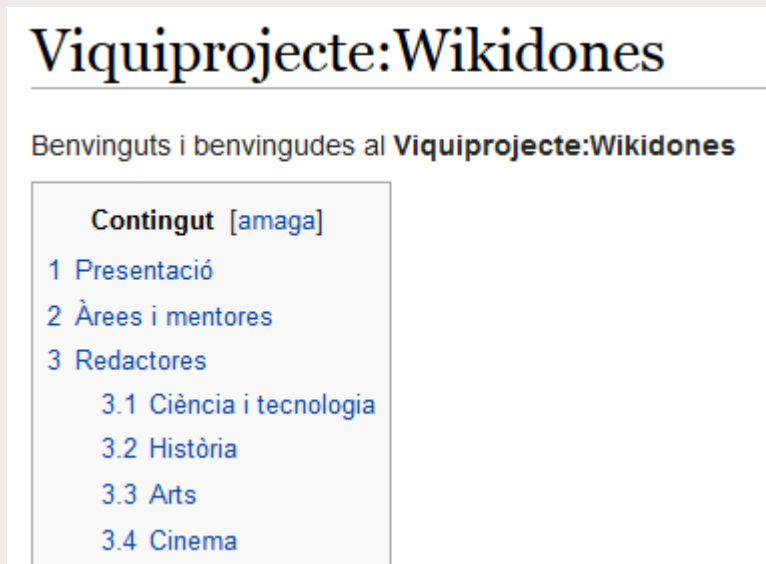 Viquiprojecte:Wikidones
Benvinguts i benvingudes al Viquiprojecte:Wikidones
Contingut [amaga]
1 Presentació
2 Àrees i mentores
3 Redactores
3.1 Ciència i tecnologia
3.2 Història
3.3 Arts
3.4 Cinema